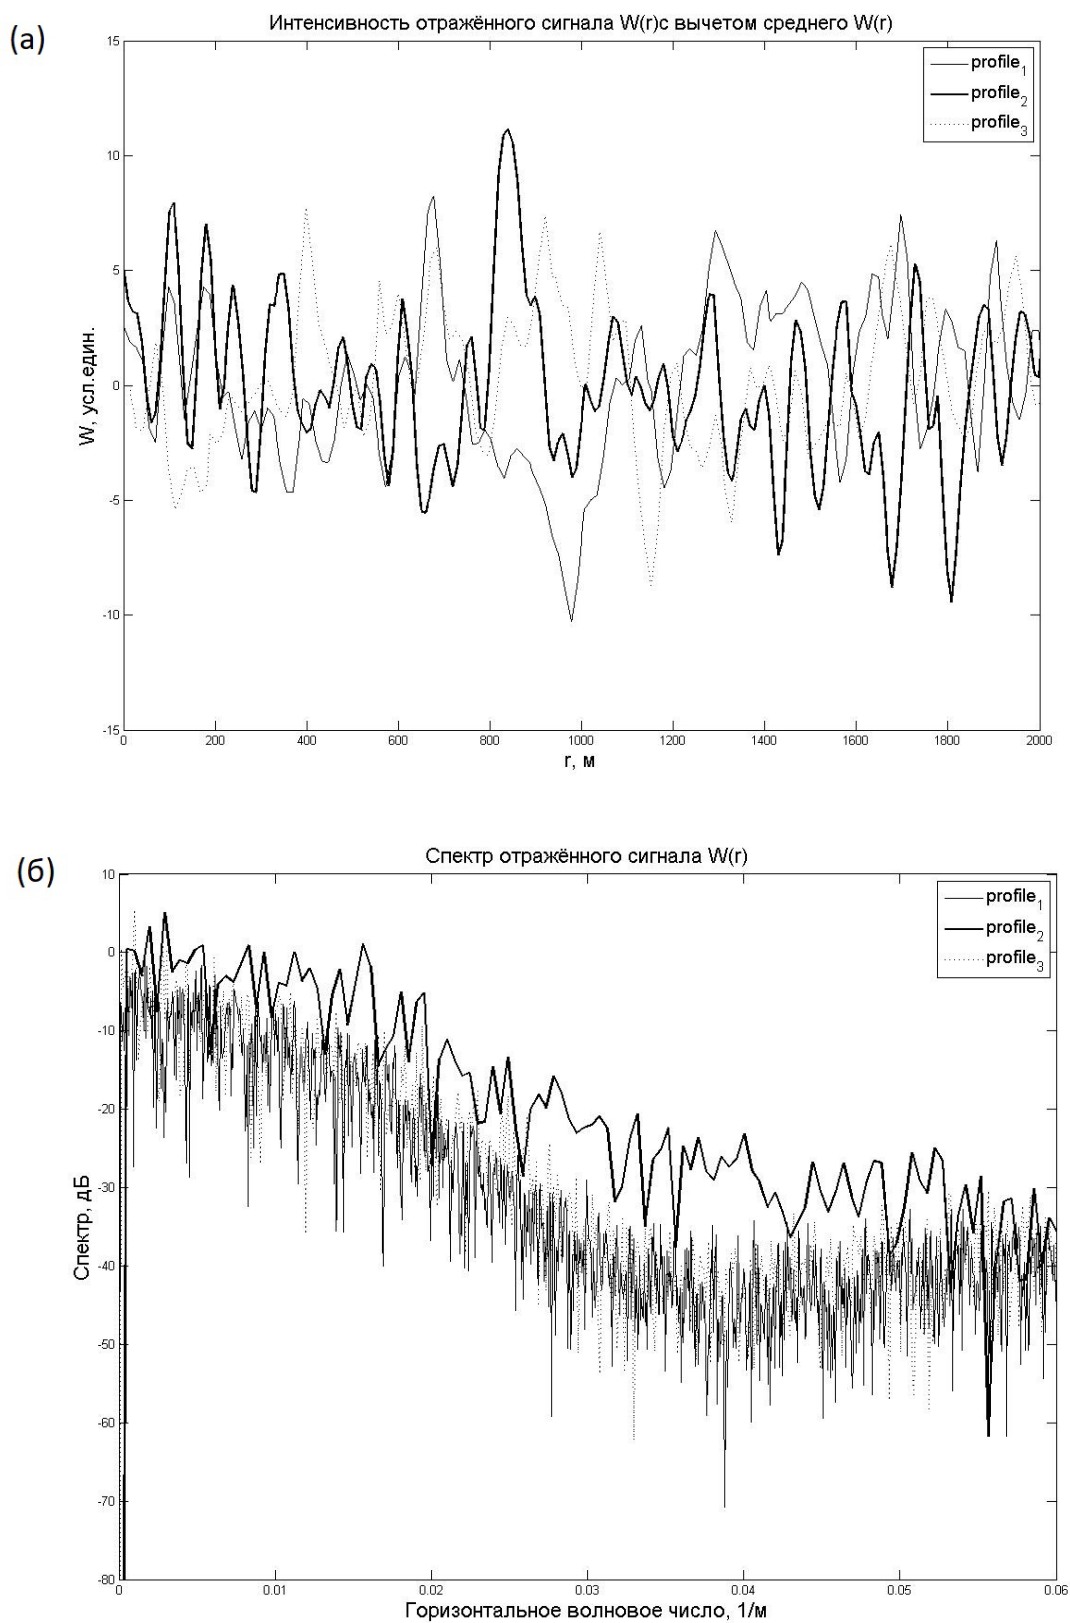 (а)
Интенсивность отражённого сигнала W(r)с вычетом среднего W(r)
15
10
5
0
-5
-10
-15
W, усл.един.
profile1
profile2
profile3
0 200 400 600 800 1000 1200 1400 1600 1800 2000
r, м
(б)
Спектр отражённого сигнала W(r)
10
0
-10
-20
-30
-40
-50
-60
-70
-80
Спектр, дБ
profile1
profile2
profile3
0 0.01 0.02 0.03 0.04 0.05 0.06
Горизонтальное волновое число, 1/м